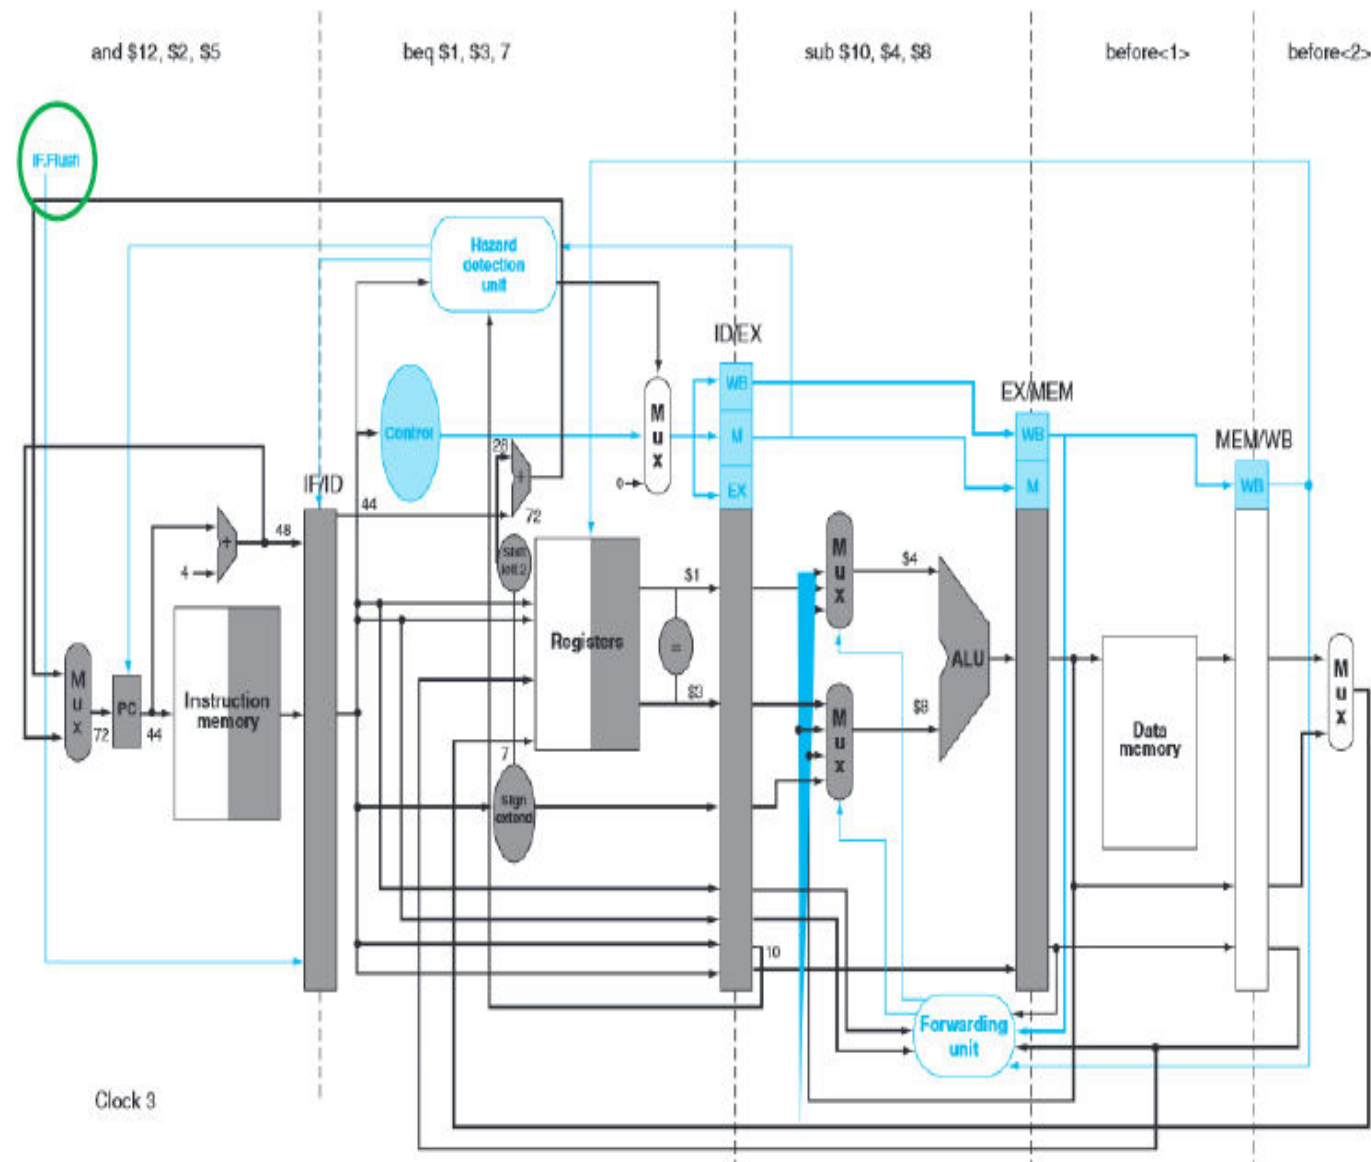 and $12, $2, $5
beq $1, $3, 7
sub $10, $4, $8
before<1>
before<2>
IF.Flush
Hazard
detection
unit
ID/EX
WB
EX/MEM
M
u
x
Control
28
M
WB
MEM/WB
0
IF/ID
EX
M
WB
44
72
48
+
+
4
Shift
left 2
M
u
x
$4
$1
Registers
=
ALU
M
u
x
M
u
x
PC
Instruction
memory
72
44
$3
M
u
x
$8
Data
memory
7
Sign
extend
10
Forwarding
unit
Clock 3